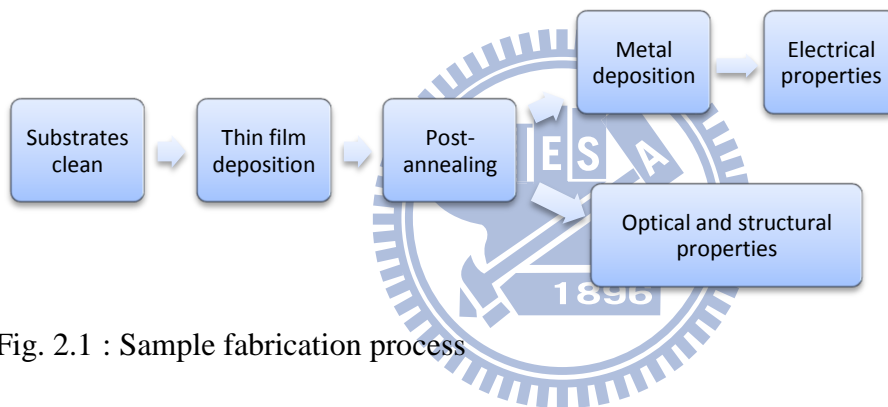 Substrates
clean
Thin film
deposition
Post-
annealing
Metal
deposition
Electrical
properties
Optical and structural
properties
ES A
1896
Fig. 2.1 : Sample fabrication process